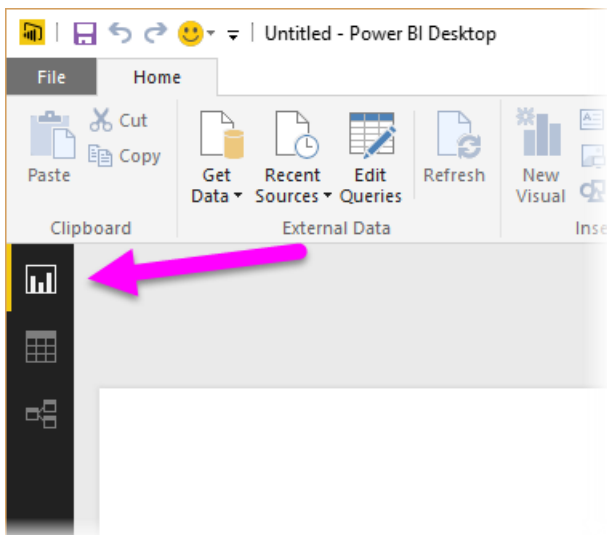 Untitled - Power BI Desktop
File Home
Cut
Copy
Paste
Get Data
Recent Sources
Edit Queries
Refresh
New Visual
Clipboard
External Data